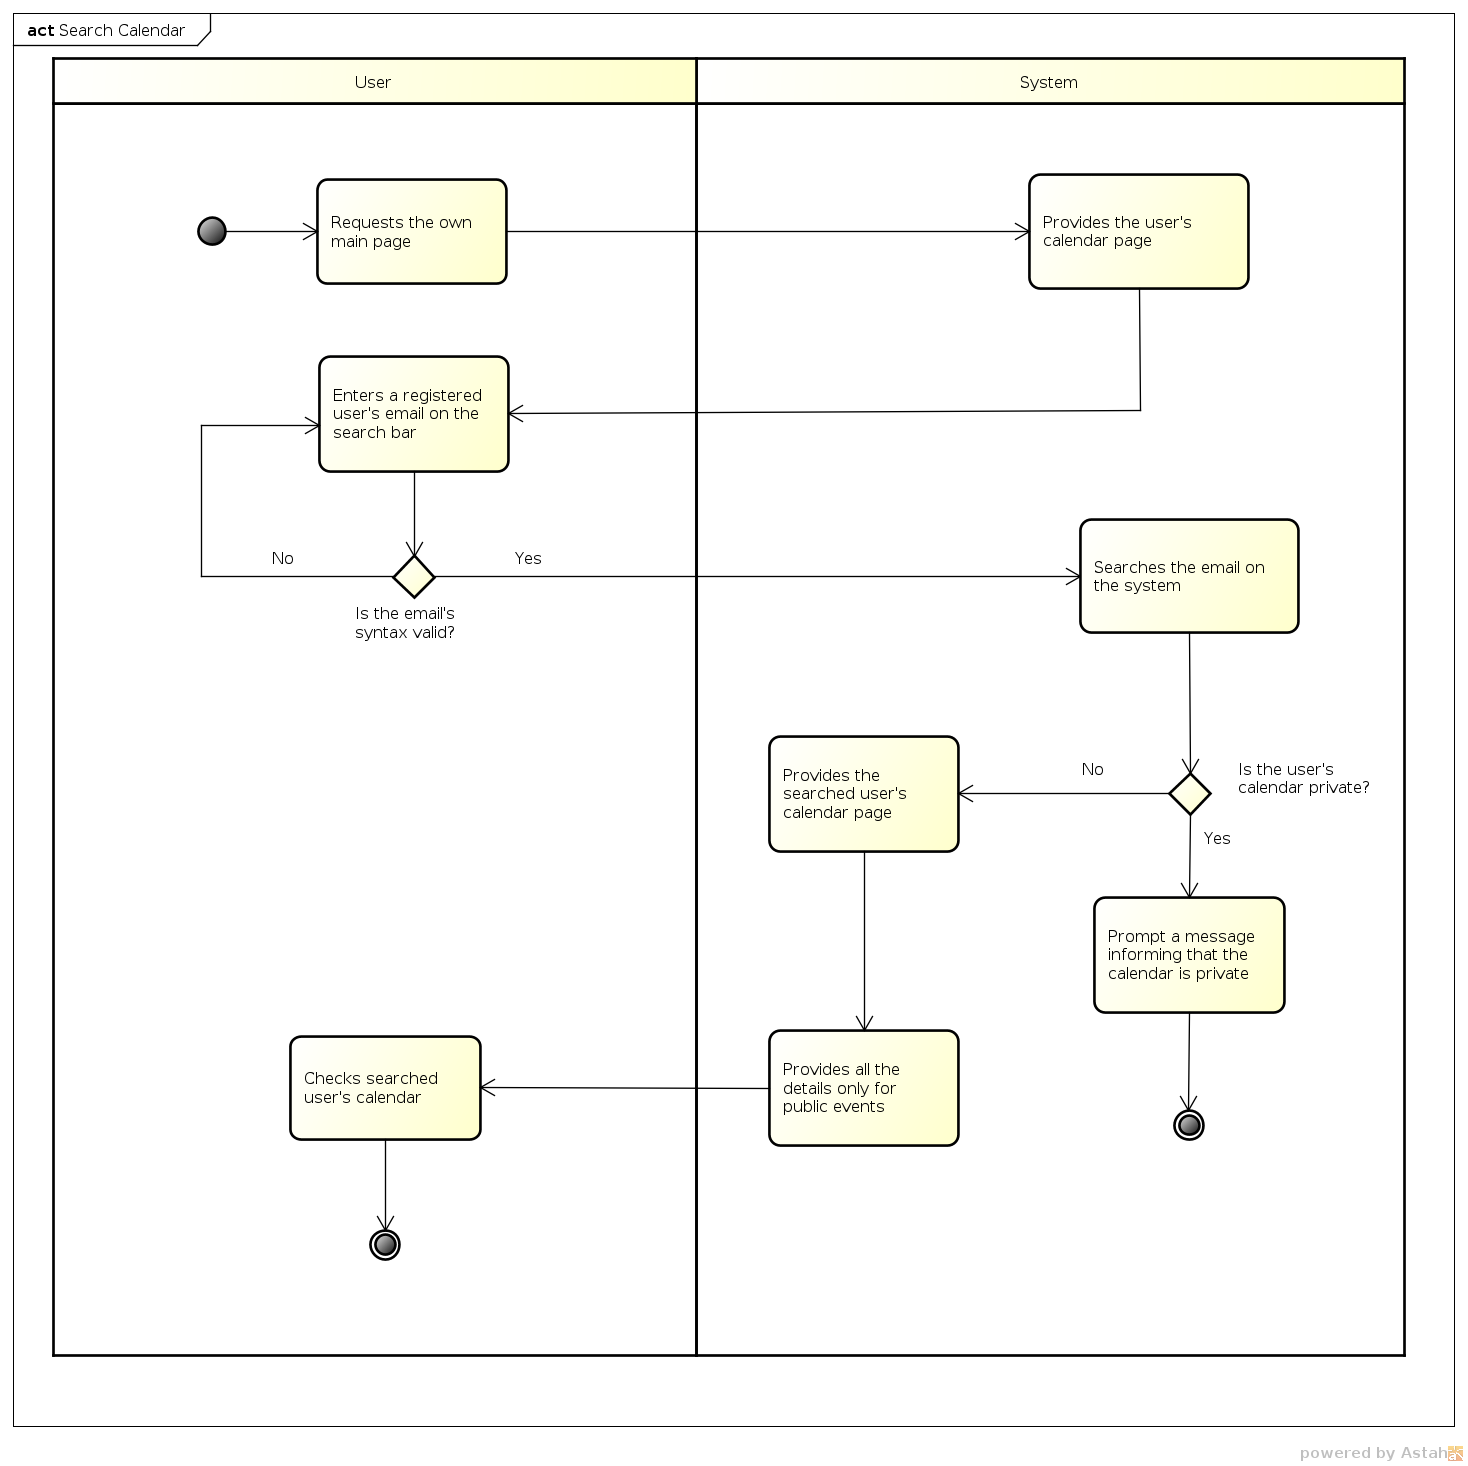 act Search Calendar
User
System
Requests the own
main page
Provides the user's
calendar page
Enters a registered
user's email on the
search bar
No
Yes
Is the email's
syntax valid?
Searches the email on
the system
Provides the
searched user's
calendar page
No
Is the user's
calendar private?
Yes
Prompt a message
informing that the
calendar is private
Checks searched
user's calendar
Provides all the
details only for
public events
powered by Astah